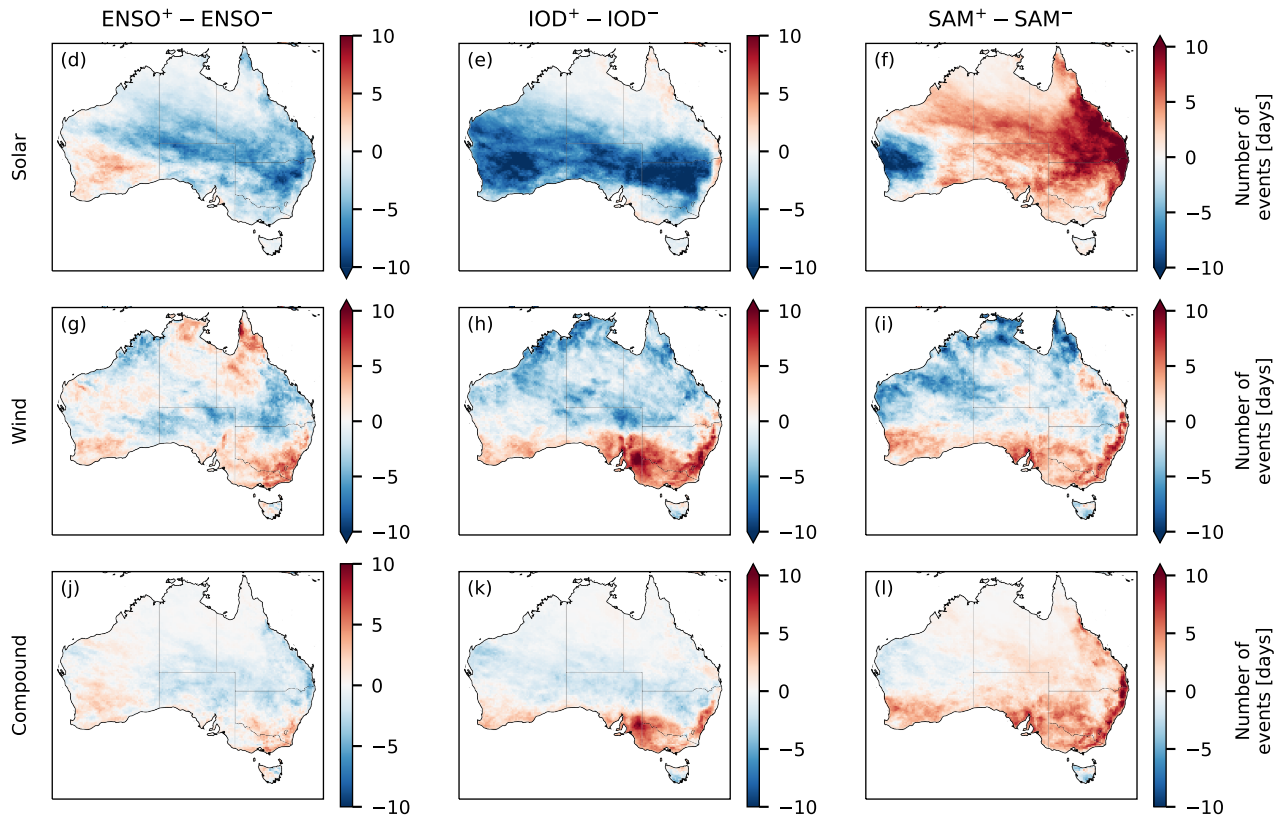 ENSO⁺ − ENSO⁻ IOD⁺ − IOD⁻ SAM⁺ − SAM⁻
Solar
(d)
10
5
0
−5
−10
(e)
10
5
0
−5
−10
(f)
10
5
0
−5
−10
Number of
events [days]
Wind
(g)
10
5
0
−5
−10
(h)
10
5
0
−5
−10
(i)
10
5
0
−5
−10
Number of
events [days]
Compound
(j)
10
5
0
−5
−10
(k)
10
5
0
−5
−10
(l)
10
5
0
−5
−10
Number of
events [days]